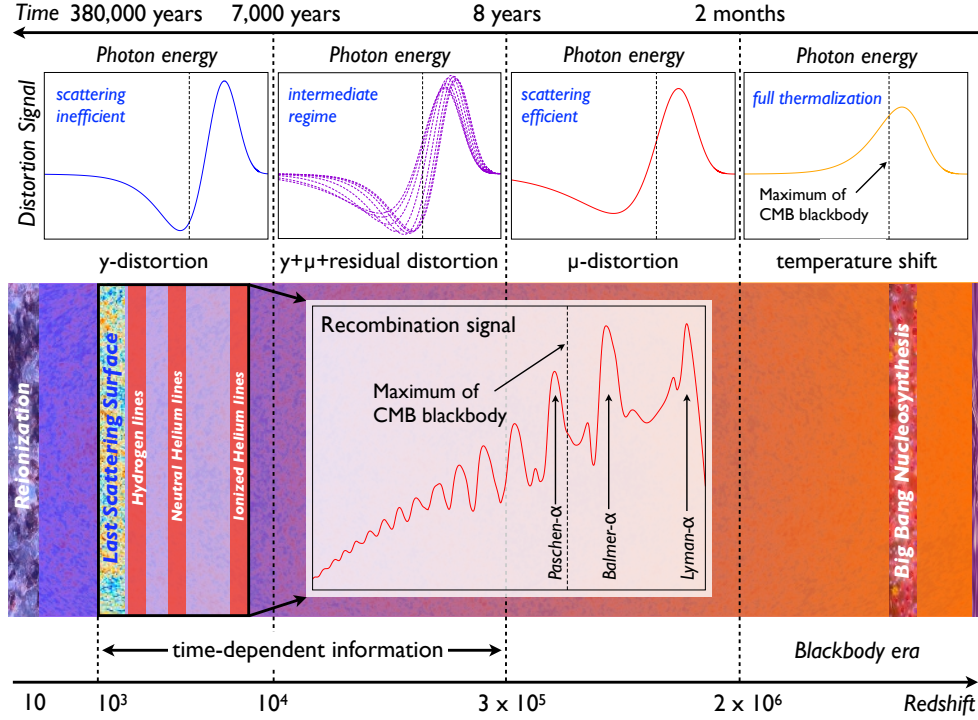 Time 380,000 years 7,000 years 8 years 2 months
Photon energy Photon energy Photon energy Photon energy
Distortion Signal
scattering
inefficient
intermediate
regime
scattering
efficient
full thermalization
Maximum of
CMB blackbody
y-distortion y+μ+residual distortion μ-distortion temperature shift
Reionization
Last Scattering Surface
Hydrogen lines
Neutral Helium lines
Ionized Helium lines
Recombination signal
Maximum of
CMB blackbody
Paschen-α
Balmer-α
Lyman-α
Big Bang Nucleosynthesis
time-dependent information
Blackbody era
10 10³ 10⁴ 3 x 10⁵ 2 x 10⁶ Redshift